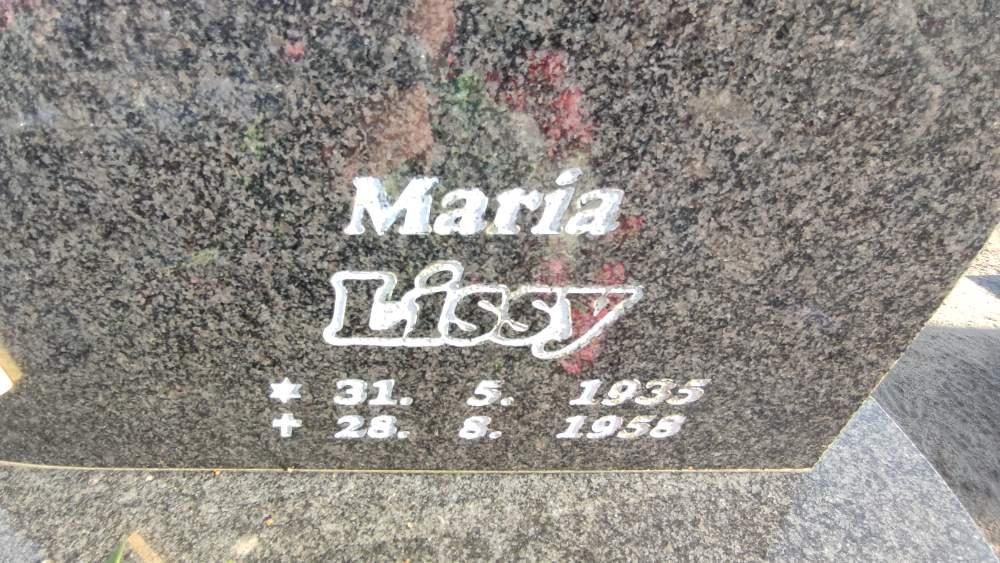 Maria
Lissy
* 31. 5. 1935
✝ 28. 8. 1958